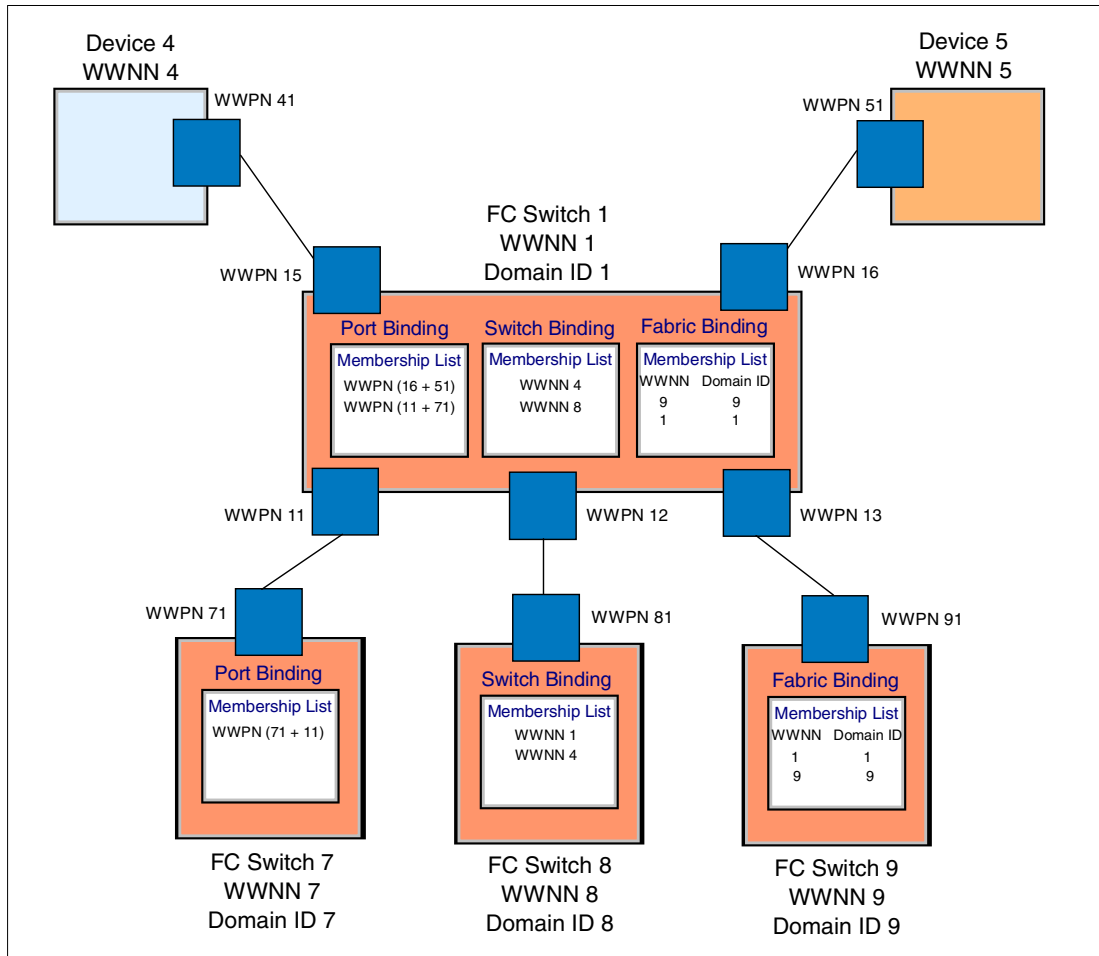 Device 4
WWNN 4
Device 5
WWNN 5
WWPN 41
WWPN 51
FC Switch 1
WWNN 1
Domain ID 1
WWPN 15
WWPN 16
Port Binding
Membership List
WWPN (16 + 51)
WWPN (11 + 71)
Switch Binding
Membership List
WWNN 4
WWNN 8
Fabric Binding
Membership List
WWNN Domain ID
9 9
1 1
WWPN 11
WWPN 12
WWPN 13
WWPN 71
WWPN 81
WWPN 91
Port Binding
Membership List
WWPN (71 + 11)
Switch Binding
Membership List
WWNN 1
WWNN 4
Fabric Binding
Membership List
WWNN Domain ID
1 1
9 9
FC Switch 7
WWNN 7
Domain ID 7
FC Switch 8
WWNN 8
Domain ID 8
FC Switch 9
WWNN 9
Domain ID 9